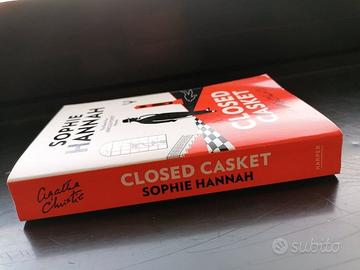 SOPHIE
HANNAH
CLOSED
CASKET
Agatha
Christie
CLOSED CASKET
SOPHIE HANNAH
HARPER
subito